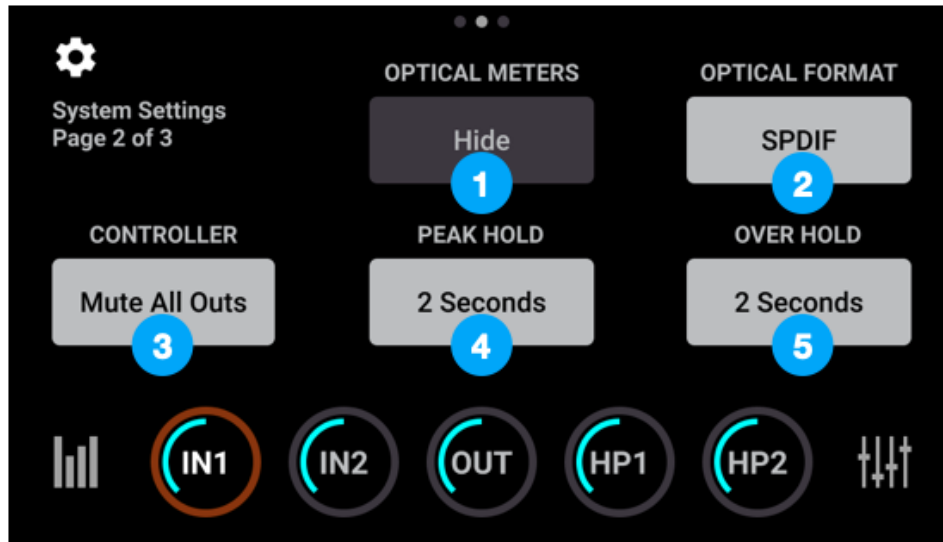 System Settings
Page 2 of 3
OPTICAL METERS
Hide
1
OPTICAL FORMAT
SPDIF
2
CONTROLLER
Mute All Outs
3
PEAK HOLD
2 Seconds
4
OVER HOLD
2 Seconds
5
IN1
IN2
OUT
HP1
HP2